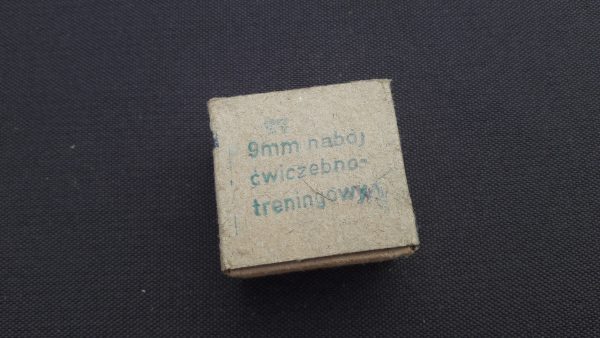 9mm nabój
ćwiczebno-
treningowy